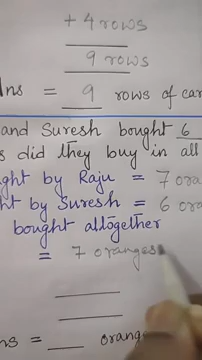 + 4 rows
9 rows
Ans = 9 rows of car
and Suresh bought 6
s did they buy in all
ght by Raju = 7 ora
ht by Suresh = 6 ora
bought altogether
= 7 oranges
ns = ___ orange